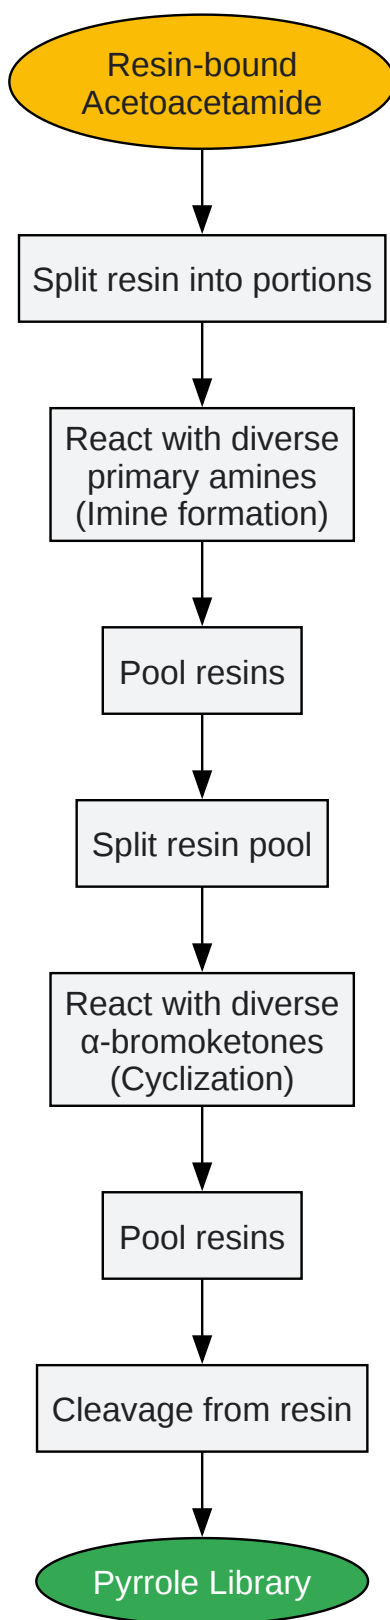 Resin-bound
Acetoacetamide
Split resin into portions
React with diverse
primary amines
(Imine formation)
Pool resins
Split resin pool
React with diverse
α-bromoketones
(Cyclization)
Pool resins
Cleavage from resin
Pyrrole Library